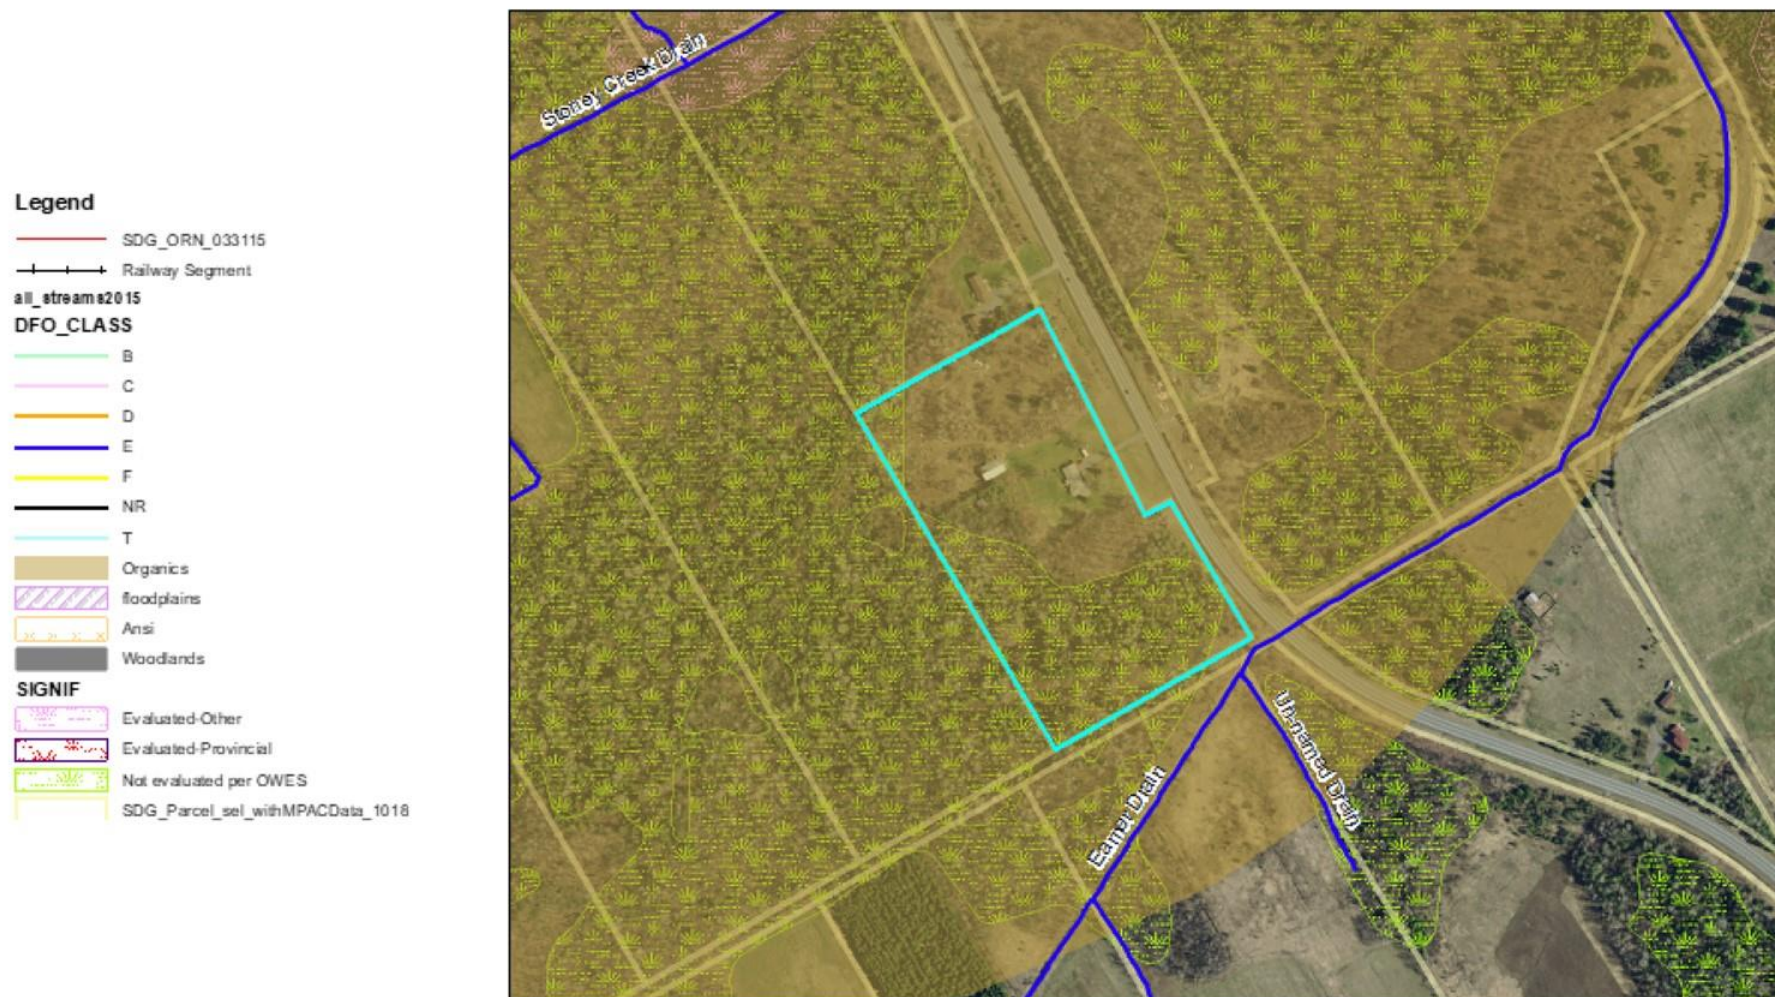 Legend
SDG_ORN_033115
Railway Segment
all_streams2015
DFO_CLASS
B
C
D
E
F
NR
T
Organics
floodplains
Ansi
Woodlands
SIGNIF
Evaluated-Other
Evaluated-Provincial
Not evaluated per OWES
SDG_Parcel_sel_withMPACData_1018
Stoney Creek Drain
Eamer Drain
Un-named Drain